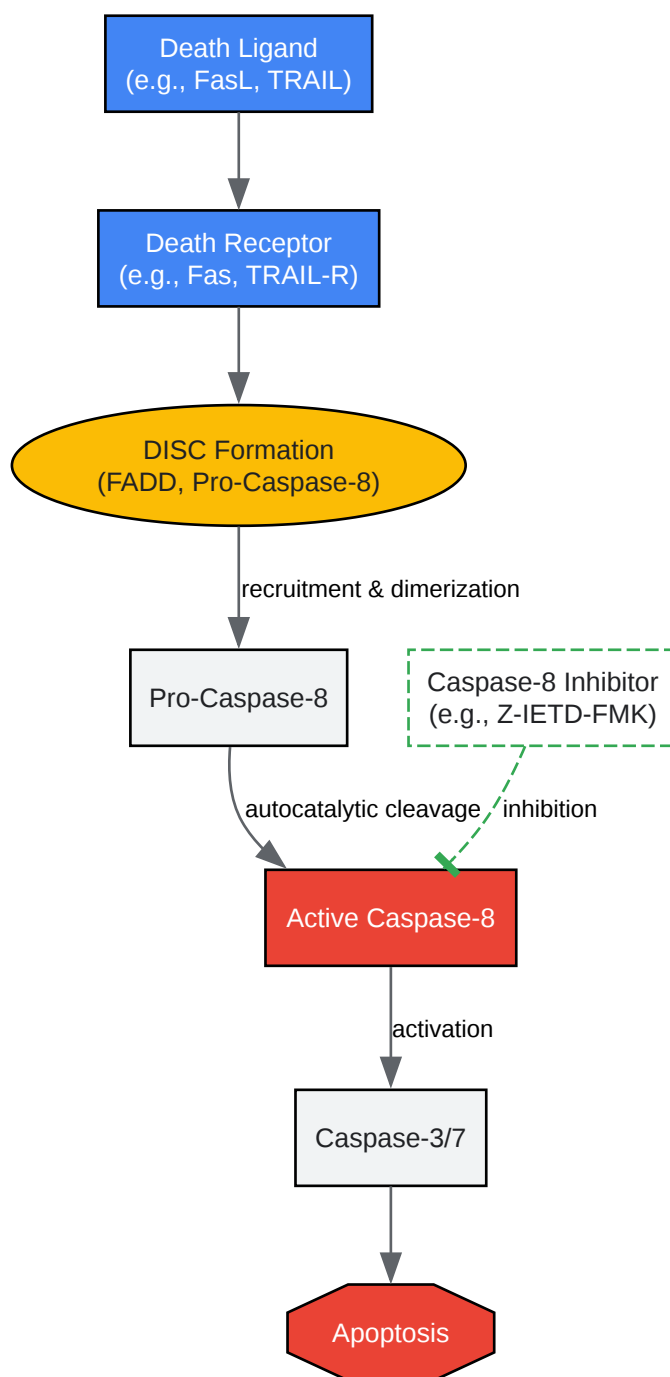 Death Ligand
(e.g., FasL, TRAIL)
Death Receptor
(e.g., Fas, TRAIL-R)
DISC Formation
(FADD, Pro-Caspase-8)
recruitment & dimerization
Pro-Caspase-8
Caspase-8 Inhibitor
(e.g., Z-IETD-FMK)
autocatalytic cleavage
inhibition
Active Caspase-8
activation
Caspase-3/7
Apoptosis